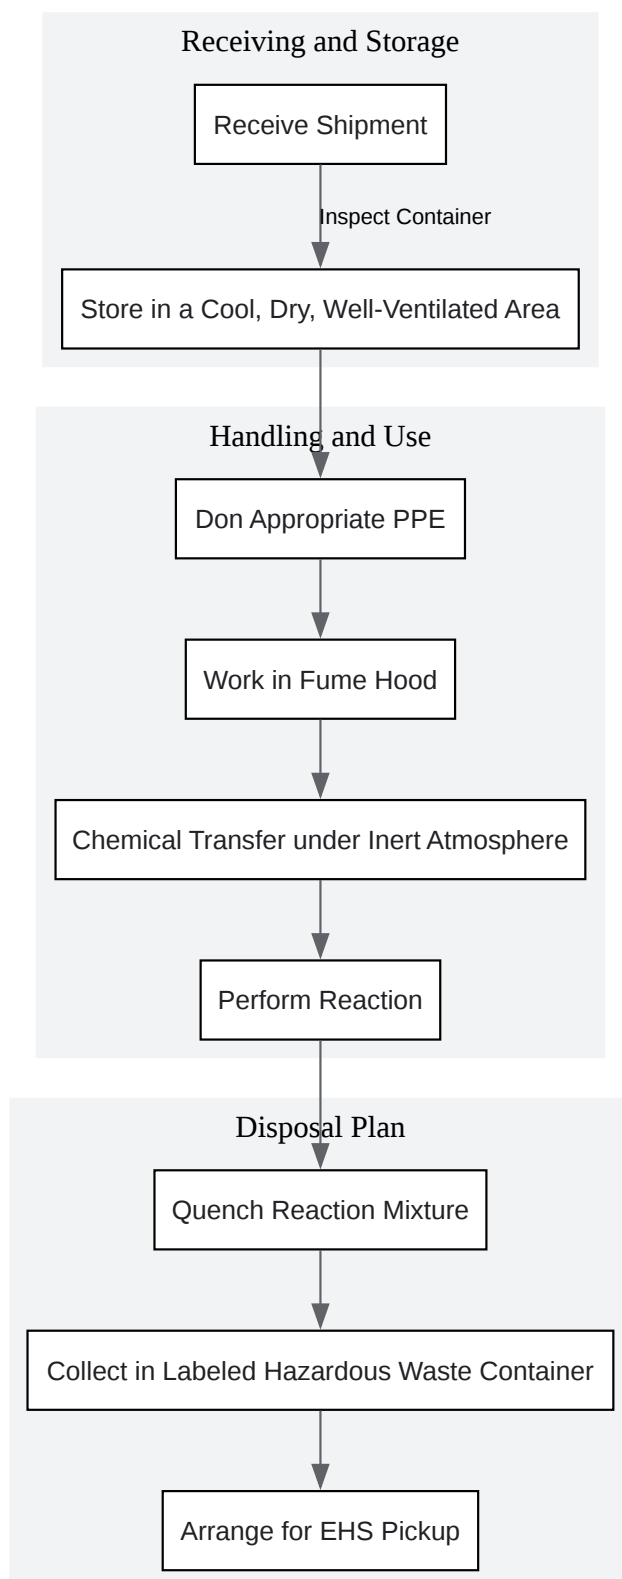 Receiving and Storage
Receive Shipment
Inspect Container
Store in a Cool, Dry, Well-Ventilated Area
Handling and Use
Don Appropriate PPE
Work in Fume Hood
Chemical Transfer under Inert Atmosphere
Perform Reaction
Disposal Plan
Quench Reaction Mixture
Collect in Labeled Hazardous Waste Container
Arrange for EHS Pickup